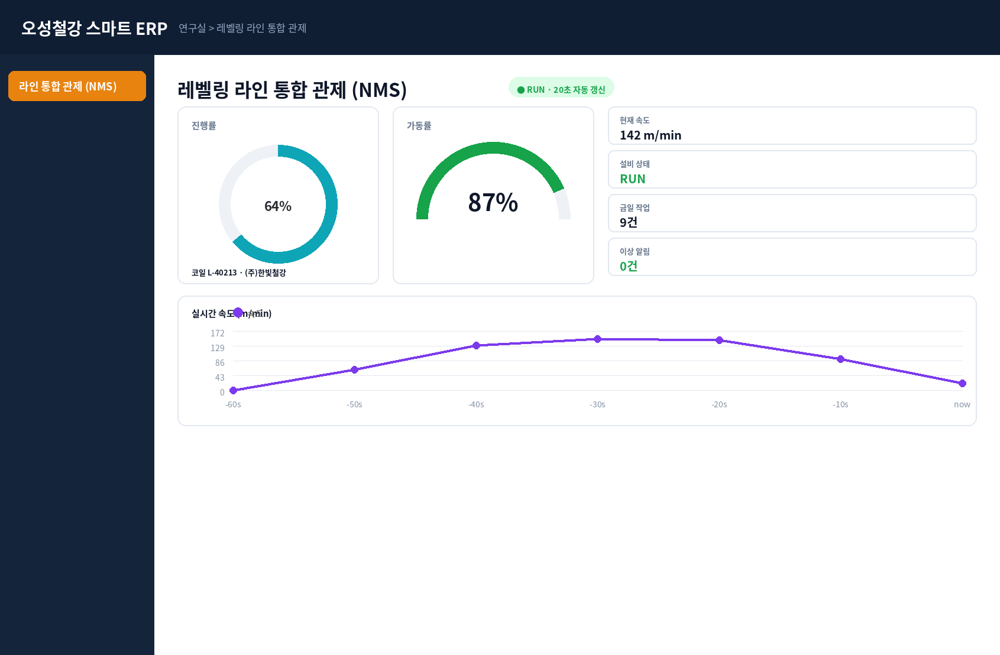 오성철강 스마트 ERP 연구실 > 레벨링 라인 통합 관제
라인 통합 관제 (NMS)
레벨링 라인 통합 관제 (NMS)
● RUN · 20초 자동 갱신
진행률
64%
코일 L-40213 · (주)한빛철강
가동률
87%
현재 속도
142 m/min
설비 상태
RUN
금일 작업
9건
이상 알림
0건
실시간 속도 (m/min)
172
129
86
43
0
-60s -50s -40s -30s -20s -10s now